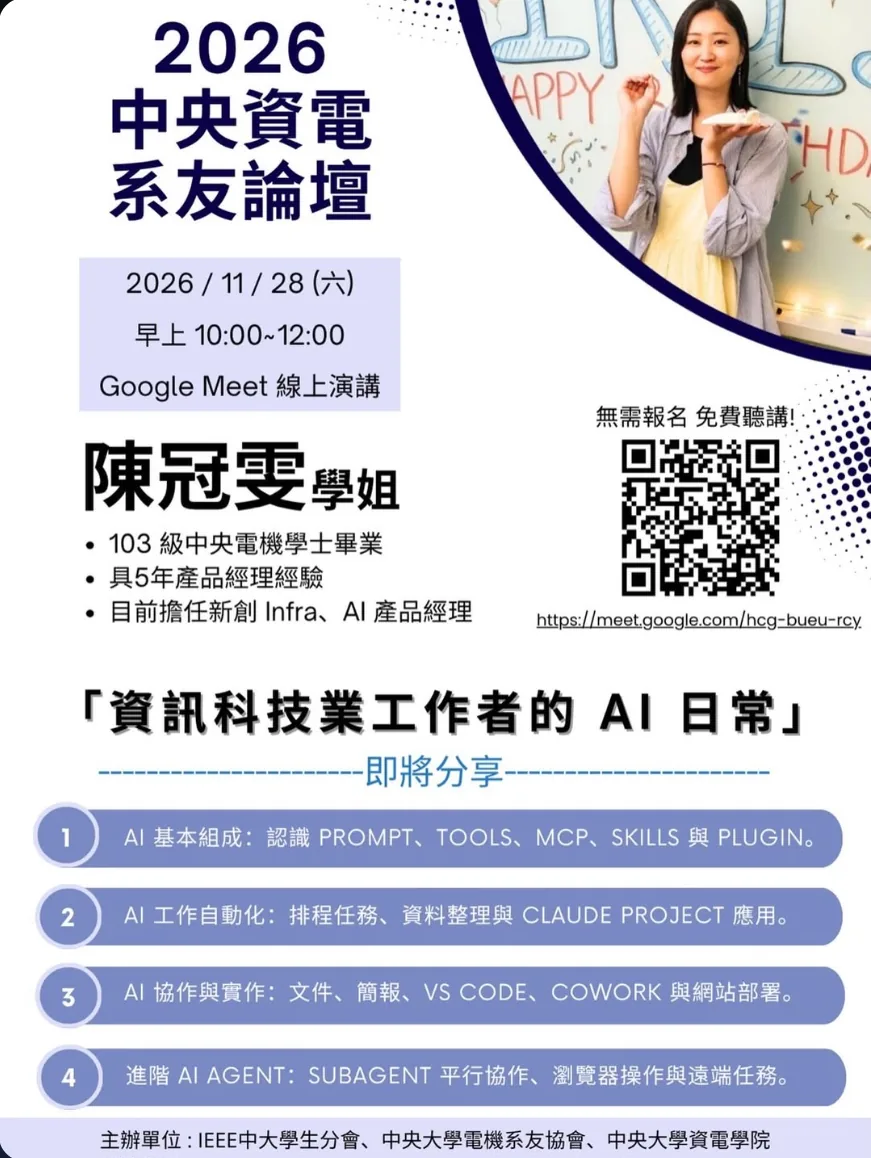 2026
中央資電
系友論壇
APPY
HDA
2026 / 11 / 28 (六)
早上 10:00~12:00
Google Meet 線上演講
無需報名 免費聽講!
https://meet.google.com/hcg-bueu-rcy
陳冠雯學姐
• 103 級中央電機學士畢業
• 具5年產品經理經驗
• 目前擔任新創 Infra、AI 產品經理
「資訊科技業工作者的 AI 日常」
----------------------即將分享----------------------
1 AI 基本組成：認識 PROMPT、TOOLS、MCP、SKILLS 與 PLUGIN。
2 AI 工作自動化：排程任務、資料整理與 CLAUDE PROJECT 應用。
3 AI 協作與實作：文件、簡報、VS CODE、COWORK 與網站部署。
4 進階 AI AGENT：SUBAGENT 平行協作、瀏覽器操作與遠端任務。
主辦單位 : IEEE中大學生分會、中央大學電機系友協會、中央大學資電學院